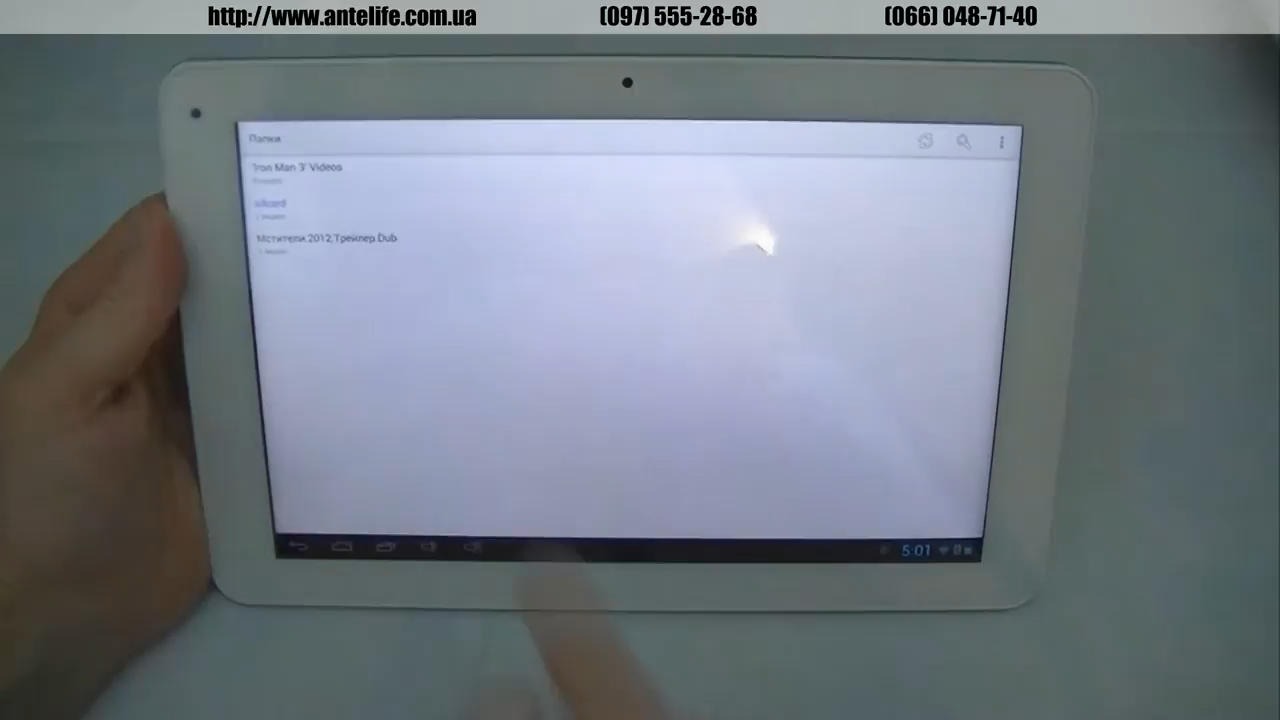 http://www.antelife.com.ua (097) 555-28-68 (066) 048-71-40
Папки
'Iron Man 3' Videos
sdcard
Мстители.2012.Трейлер.Dub
5:01